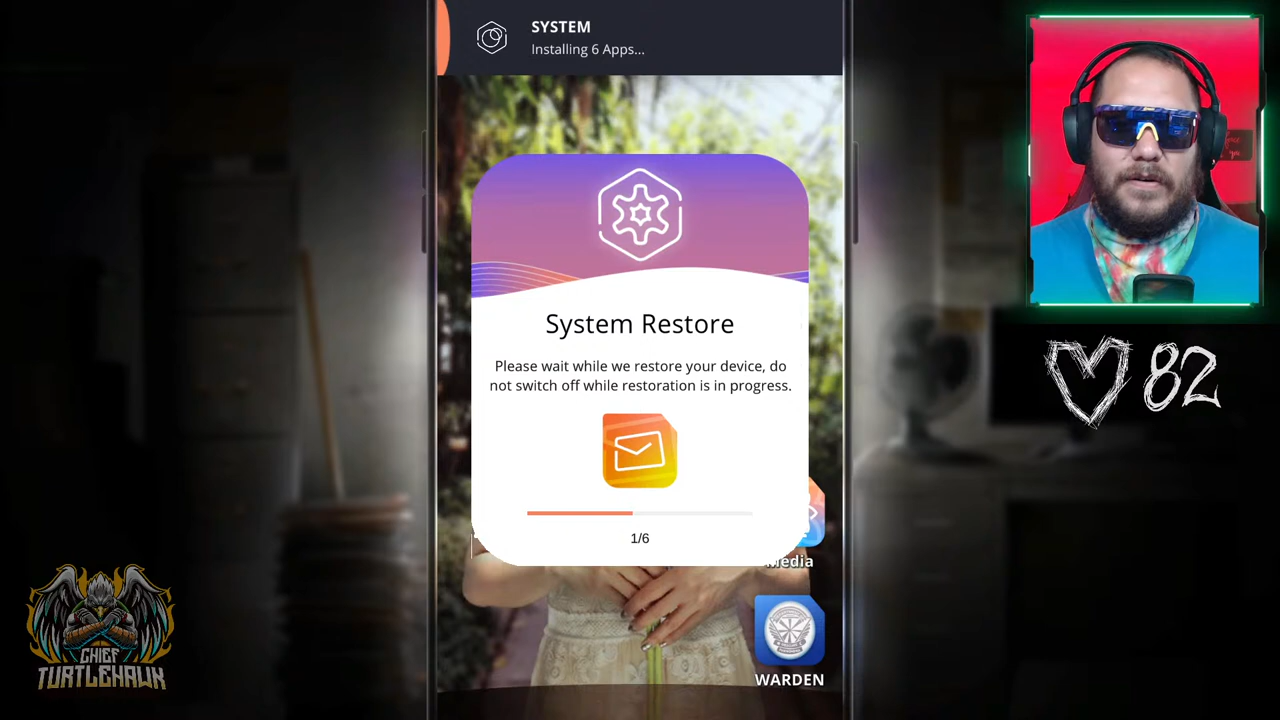 SYSTEM
Installing 6 Apps...
System Restore
Please wait while we restore your device, do
not switch off while restoration is in progress.
1/6
Media
WARDEN
82
CHIEF
TURTLEHAWK